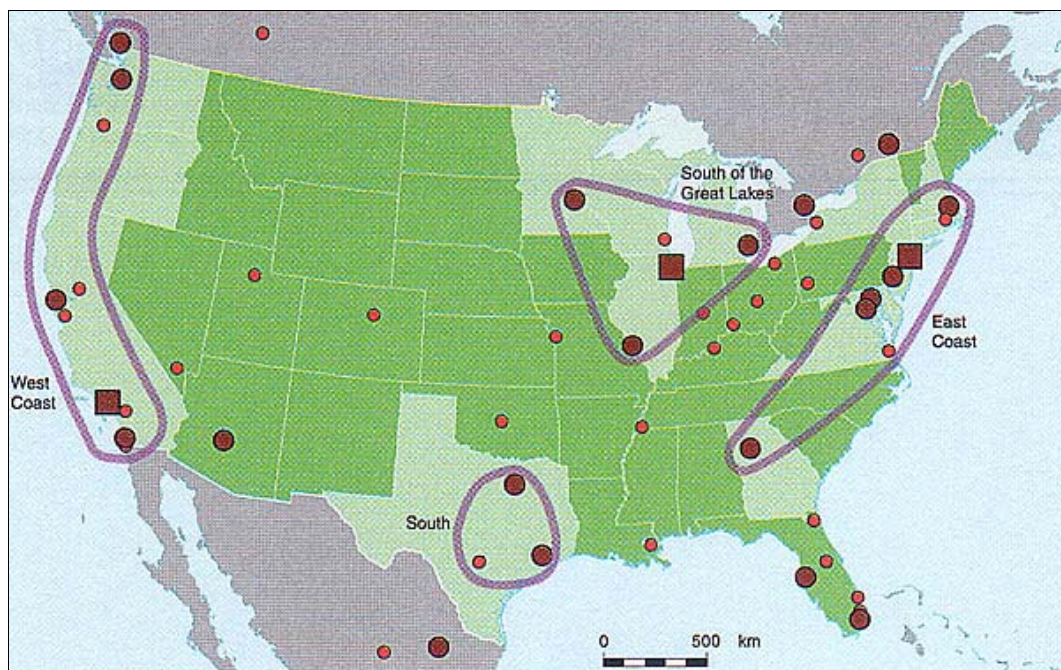 South of the
Great Lakes
East
Coast
West
Coast
South
0 500 km